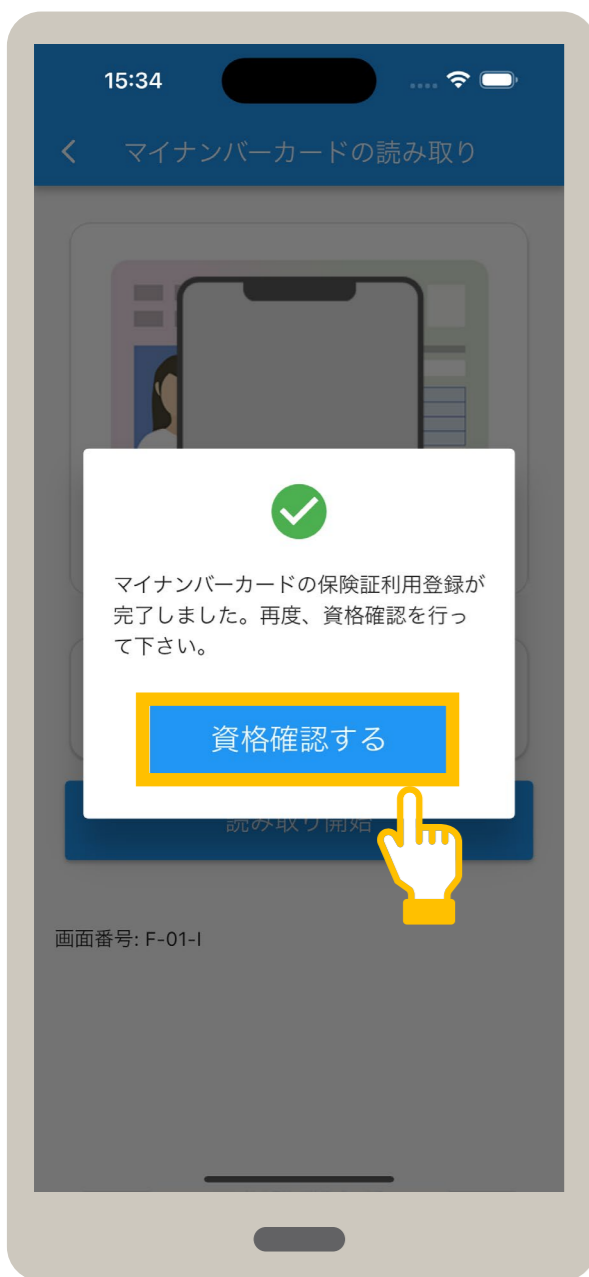 15:34
マイナンバーカードの読み取り
マイナンバーカードの保険証利用登録が
完了しました。再度、資格確認を行っ
て下さい。
資格確認する
読み取り開始
画面番号: F-01-I